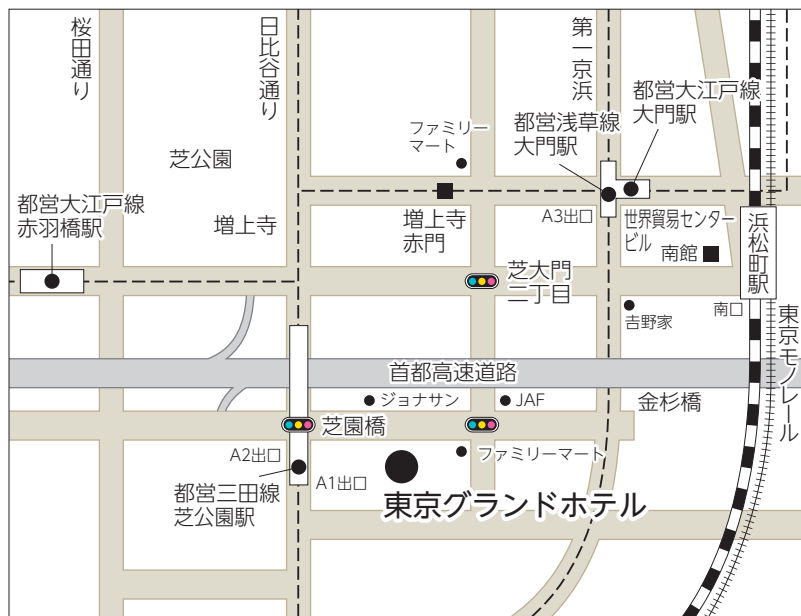 桜田通り
日比谷通り
第一京浜
都営大江戸線
大門駅
都営浅草線
大門駅
ファミリー
マート
芝公園
都営大江戸線
赤羽橋駅
増上寺
増上寺
赤門
A3出口
世界貿易センター
ビル
南館
浜松町駅
芝大門
二丁目
𠮷野家
南口
東京モノレール
首都高速道路
ジョナサン
JAF
金杉橋
芝園橋
A2出口
ファミリーマート
A1出口
都営三田線
芝公園駅
東京グランドホテル